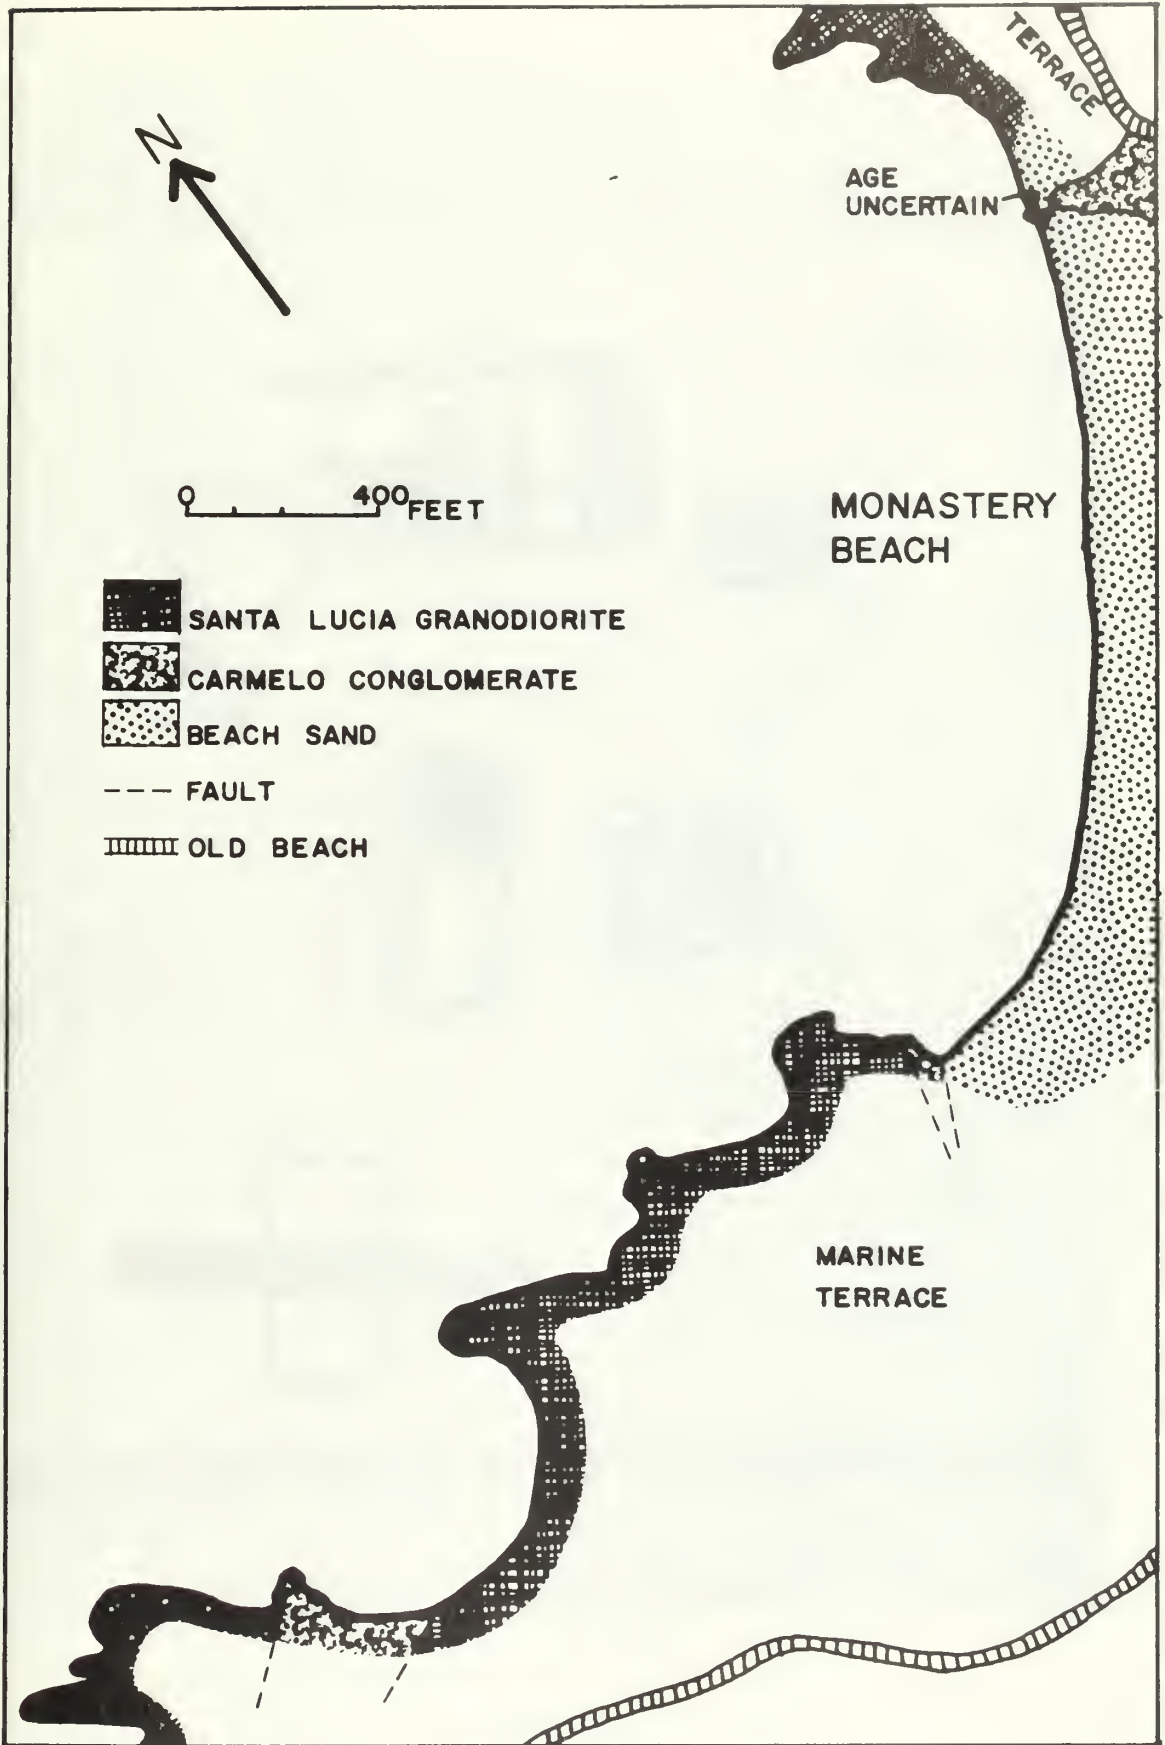 TERRACE
N
AGE
UNCERTAIN
0 400 FEET
MONASTERY
BEACH
SANTA LUCIA GRANODIORITE
CARMELO CONGLOMERATE
BEACH SAND
FAULT
OLD BEACH
MARINE
TERRACE